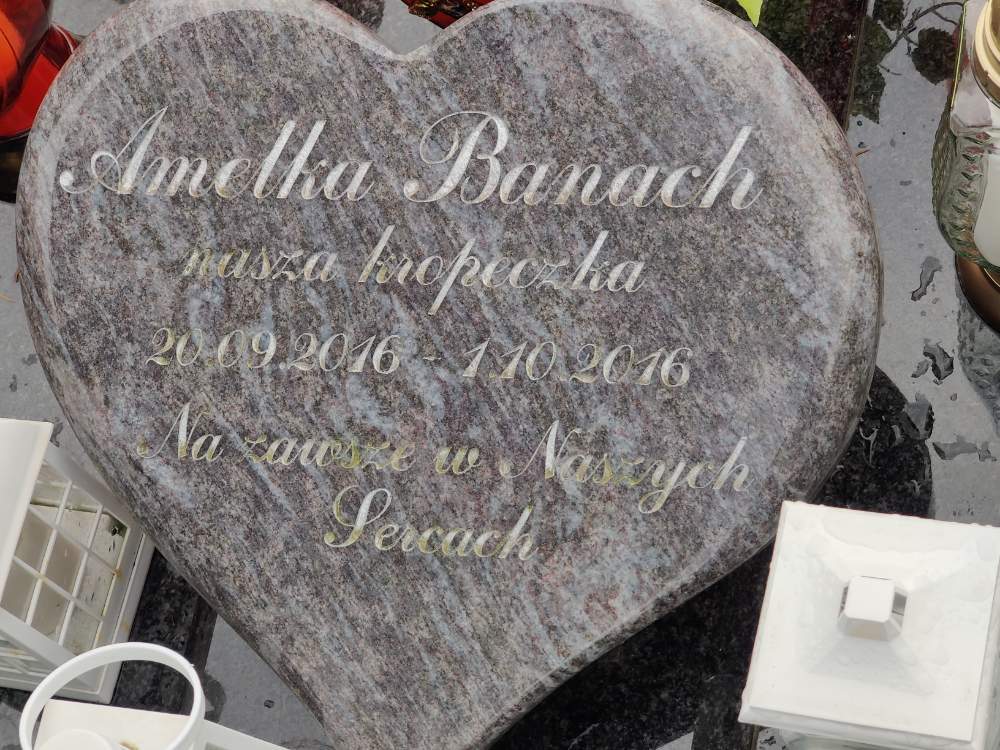 Amelka Banach
nasza kropeczka
20.09.2016 - 1.10.2016
Na zawsze w Naszych
Sercach